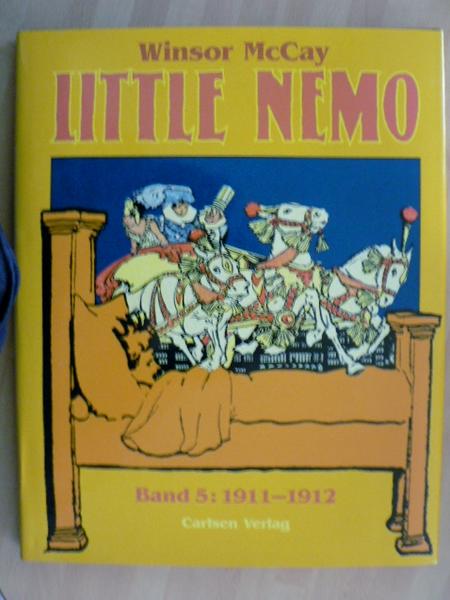 Winsor McCay
LITTLE NEMO
Band 5: 1911–1912
Carlsen Verlag